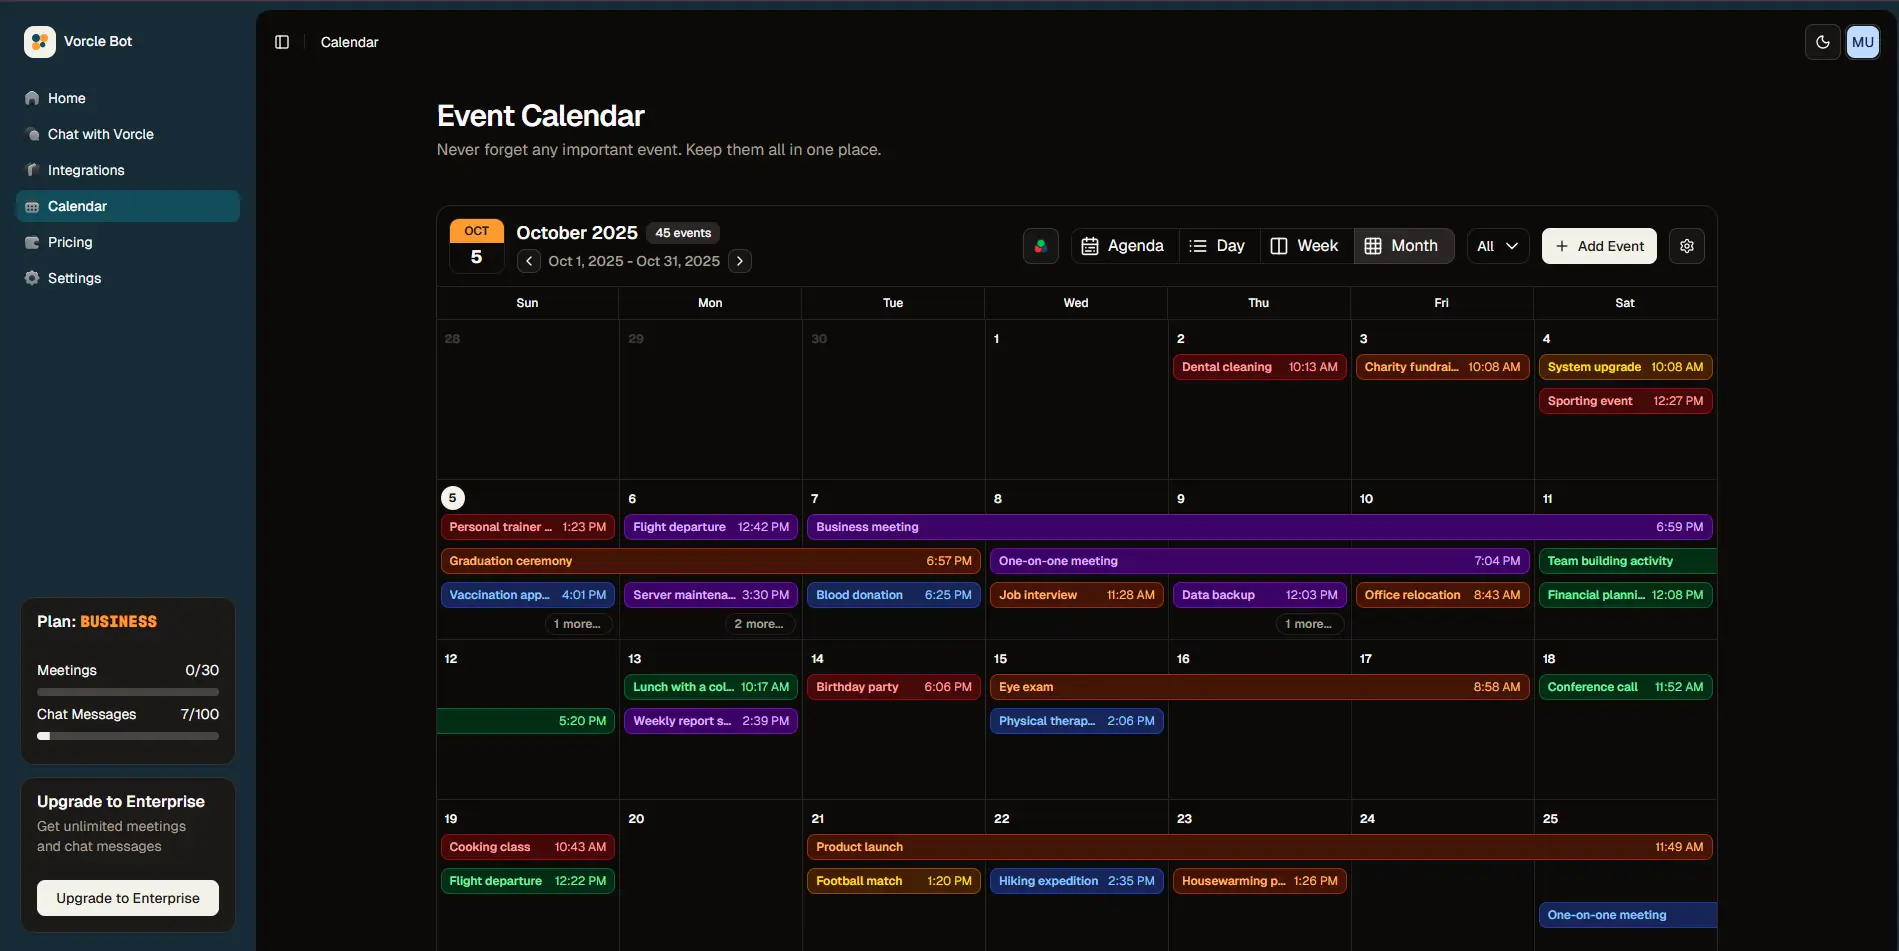 Vorcle Bot
Home
Chat with Vorcle
Integrations
Calendar
Pricing
Settings
Plan: BUSINESS
Meetings 0/30
Chat Messages 7/100
Upgrade to Enterprise
Get unlimited meetings
and chat messages
Upgrade to Enterprise
Calendar
MU
Event Calendar
Never forget any important event. Keep them all in one place.
OCT
5
October 2025 45 events
Oct 1, 2025 - Oct 31, 2025
Agenda Day Week Month All + Add Event
Sun Mon Tue Wed Thu Fri Sat
28 29 30 1 2 3 4
Dental cleaning 10:13 AM Charity fundrai... 10:08 AM System upgrade 10:08 AM
Sporting event 12:27 PM
5 6 7 8 9 10 11
Personal trainer ... 1:23 PM Flight departure 12:42 PM Business meeting 6:59 PM
Graduation ceremony 6:57 PM One-on-one meeting 7:04 PM Team building activity
Vaccination app... 4:01 PM Server maintena... 3:30 PM Blood donation 6:25 PM Job interview 11:28 AM Data backup 12:03 PM Office relocation 8:43 AM Financial planni... 12:08 PM
1 more... 2 more... 1 more...
12 13 14 15 16 17 18
Lunch with a col... 10:17 AM Birthday party 6:06 PM Eye exam 8:58 AM Conference call 11:52 AM
5:20 PM Weekly report s... 2:39 PM Physical therap... 2:06 PM
19 20 21 22 23 24 25
Cooking class 10:43 AM Product launch 11:49 AM
Flight departure 12:22 PM Football match 1:20 PM Hiking expedition 2:35 PM Housewarming p... 1:26 PM
One-on-one meeting